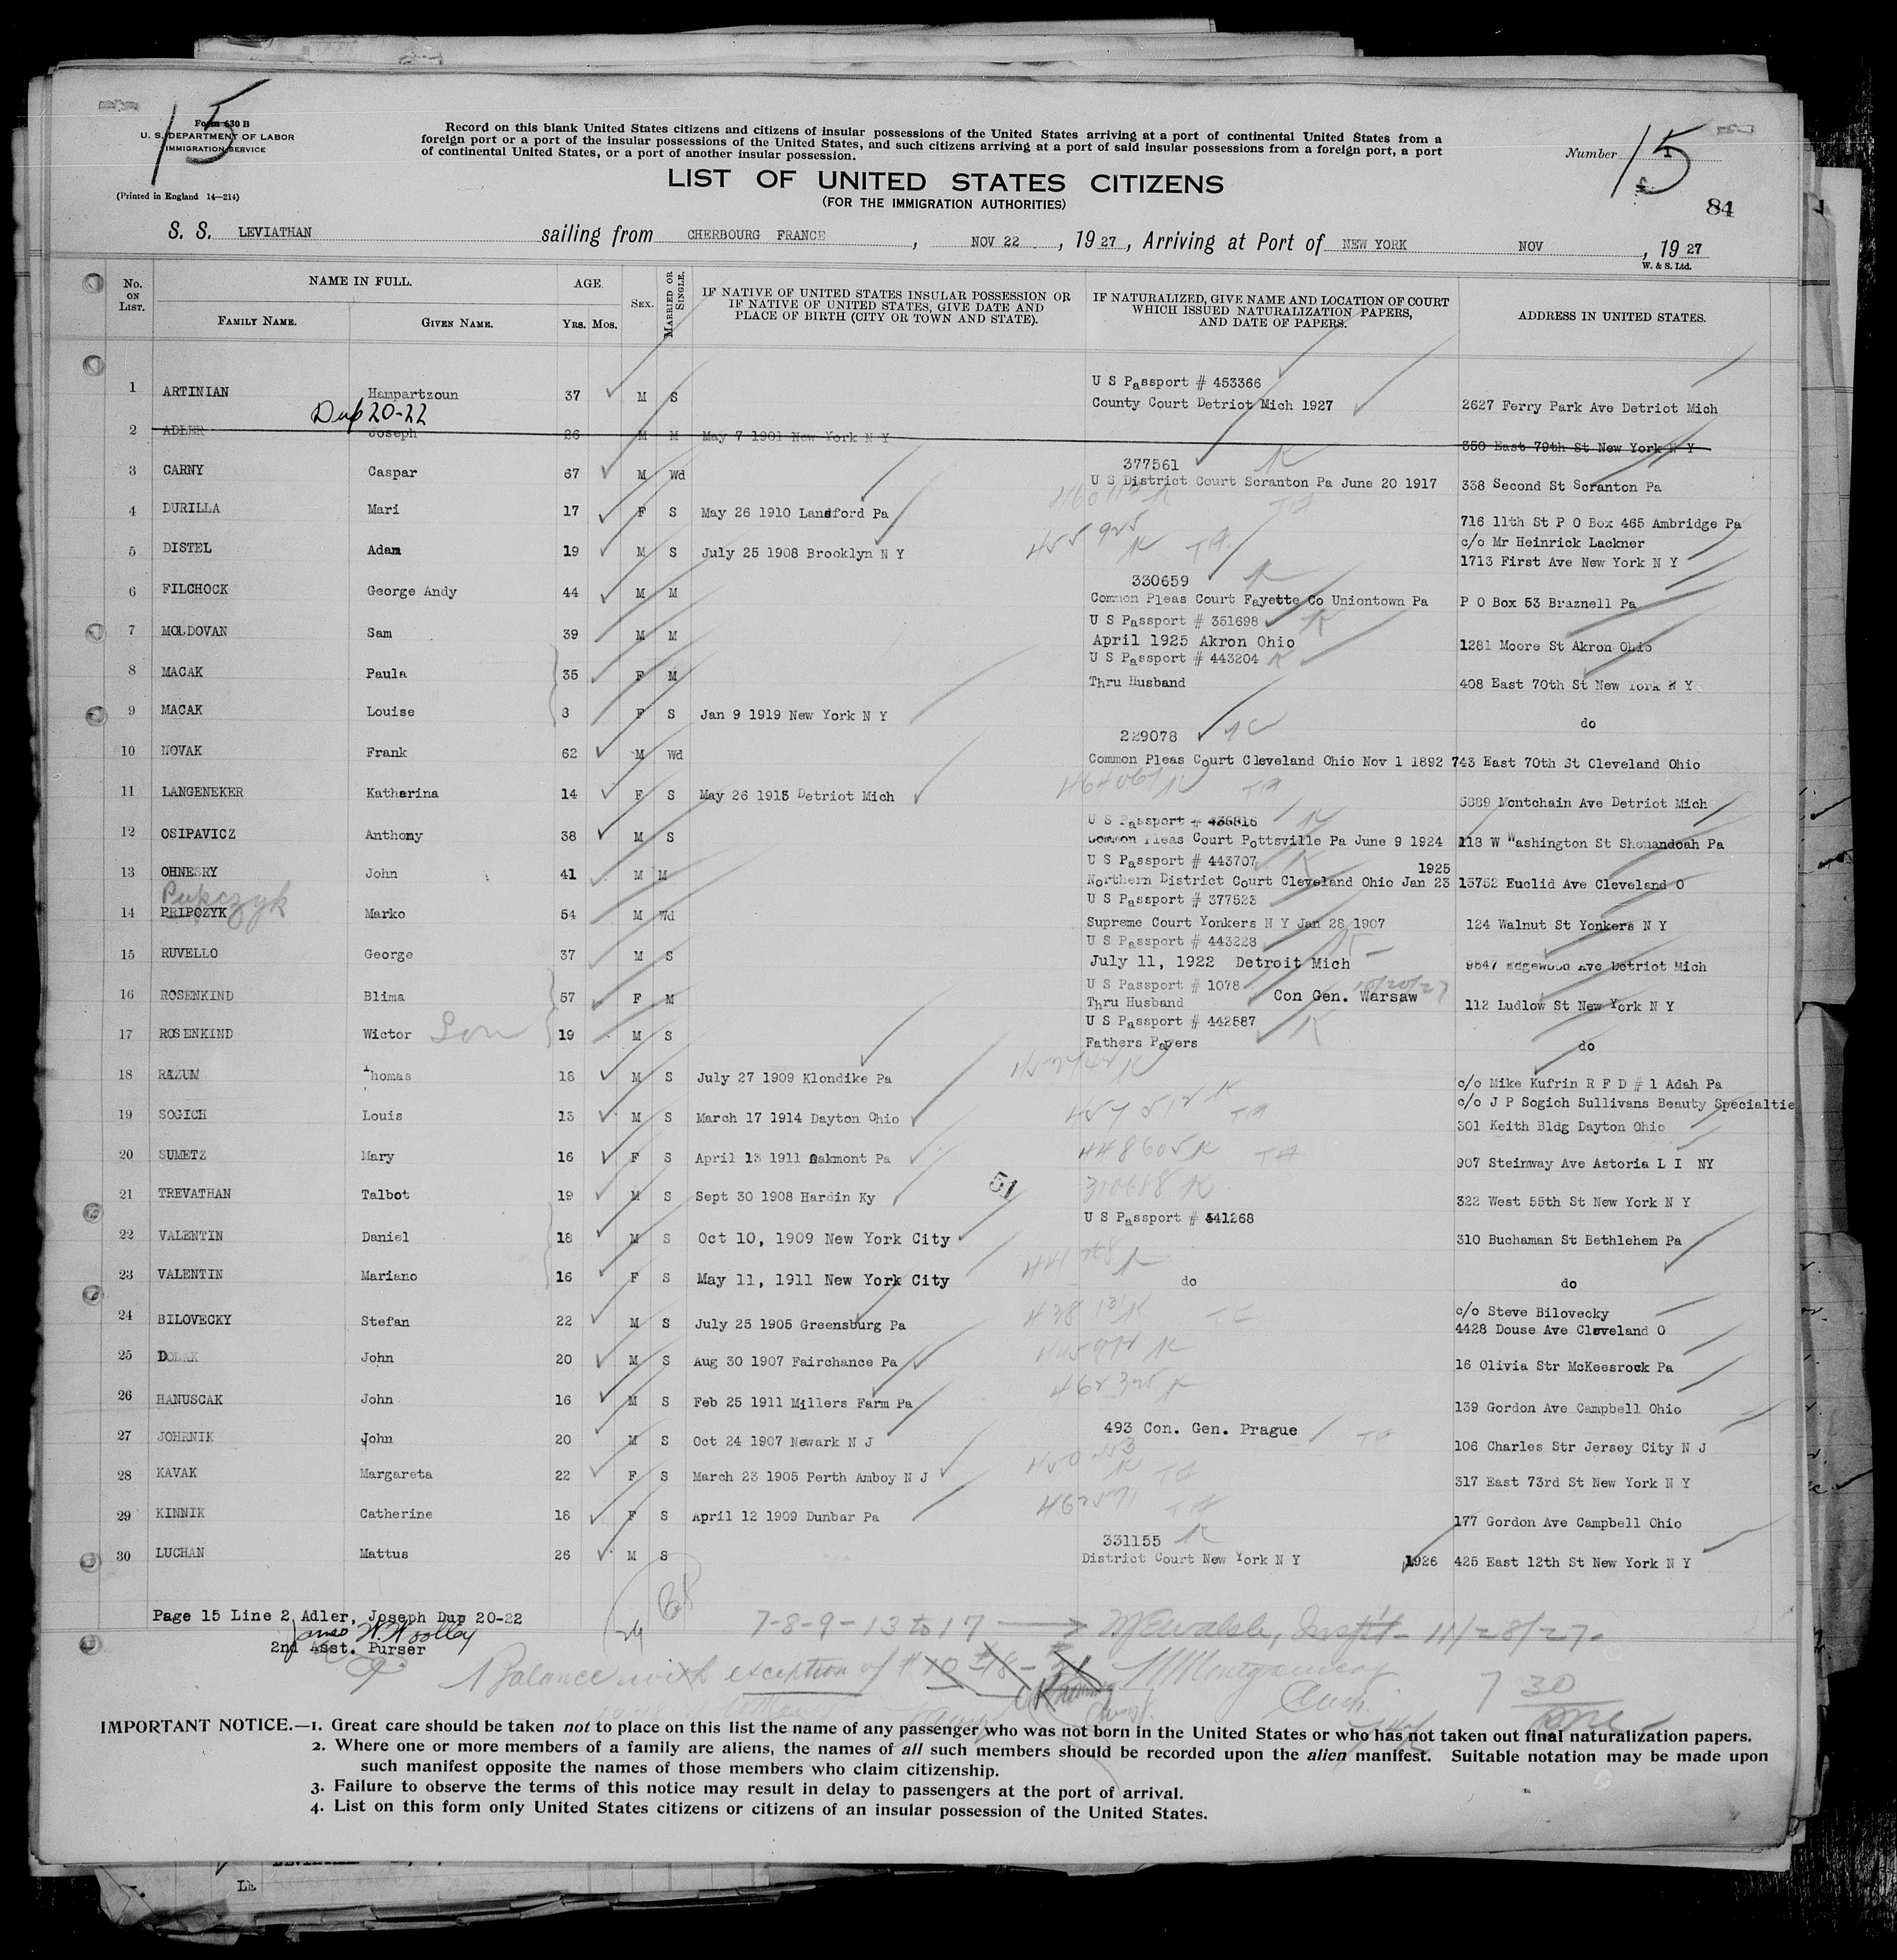 15
Form 630 B
U. S. DEPARTMENT OF LABOR
IMMIGRATION SERVICE
(Printed in England 14—214)
Record on this blank United States citizens and citizens of insular possessions of the United States arriving at a port of continental United States from a
foreign port or a port of the insular possessions of the United States, and such citizens arriving at a port of said insular possessions from a foreign port, a port
of continental United States, or a port of another insular possession.
Number 1 15
84
LIST OF UNITED STATES CITIZENS
(FOR THE IMMIGRATION AUTHORITIES)
S. S. LEVIATHAN sailing from CHERBOURG FRANCE, NOV 22, 19 27, Arriving at Port of NEW YORK NOV, 19 27
W. & S. Ltd.
No. ON LIST. NAME IN FULL. FAMILY NAME. GIVEN NAME. AGE. YRS. MOS. SEX. MARRIED OR SINGLE. IF NATIVE OF UNITED STATES INSULAR POSSESSION OR IF NATIVE OF UNITED STATES, GIVE DATE AND PLACE OF BIRTH (CITY OR TOWN AND STATE). IF NATURALIZED, GIVE NAME AND LOCATION OF COURT WHICH ISSUED NATURALIZATION PAPERS, AND DATE OF PAPERS. ADDRESS IN UNITED STATES.
1 ARTINIAN Hampartzoun 37 M S U S Passport # 453366 County Court Detriot Mich 1927 2627 Ferry Park Ave Detriot Mich
Dup 20-22
2 ADLER Joseph 26 M M May 7 1901 New York N Y 350 East 79th St New York N Y
3 CARNY Caspar 67 M Wd 377561 K U S District Court Scranton Pa June 20 1917 338 Second St Scranton Pa
4 DURILLA Mari 17 F S May 26 1910 Landsford Pa 716 11th St P O Box 465 Ambridge Pa
5 DISTEL Adam 19 M S July 25 1908 Brooklyn N Y 455925 K c/o Mr Heinrick Lackner 1713 First Ave New York N Y
6 FILCHOCK George Andy 44 M M 330659 K Common Pleas Court Fayette Co Uniontown Pa P O Box 53 Braznell Pa
7 MOLDOVAN Sam 39 M M U S Passport # 351698 K April 1925 Akron Ohio 1281 Moore St Akron Ohio
8 MACAK Paula 35 F M U S Passport # 443204 K Thru Husband 408 East 70th St New York N Y
9 MACAK Louise 3 F S Jan 9 1919 New York N Y do
10 NOVAK Frank 62 M Wd 229078 K Common Pleas Court Cleveland Ohio Nov 1 1892 743 East 70th St Cleveland Ohio
11 LANGENEKER Katharina 14 F S May 26 1913 Detriot Mich 5889 Montchain Ave Detriot Mich
12 OSIPAVICZ Anthony 38 M S U S Passport # 436816 K Common Pleas Court Pottsville Pa June 9 1924 118 W Washington St Shenandoah Pa
13 OHNESRY John 41 M M U S Passport # 443707 K Northern District Court Cleveland Ohio Jan 23 1925 15752 Euclid Ave Cleveland O
Pupczyk
14 PRIPOZYK Marko 54 M Wd U S Passport # 377523 Supreme Court Yonkers N Y Jan 28 1907 124 Walnut St Yonkers N Y
15 RUVELLO George 37 M S U S Passport # 443228 K July 11, 1922 Detroit Mich 9547 Edgewood Ave Detriot Mich
16 ROSENKIND Blima 57 F M U S Passport # 1078 10/20/27 Thru Husband Con Gen. Warsaw 112 Ludlow St New York N Y
17 ROSENKIND Wictor Son 19 M S U S Passport # 442587 K Fathers Papers do
18 RAZUM Thomas 18 M S July 27 1909 Klondike Pa c/o Mike Kufrin R F D # 1 Adah Pa
19 SOGICH Louis 13 M S March 17 1914 Dayton Ohio c/o J P Sogich Sullivans Beauty Specialtie 301 Keith Bldg Dayton Ohio
20 SUMETZ Mary 16 F S April 13 1911 Oakmont Pa 448605 K 907 Steinway Ave Astoria L I NY
21 TREVATHAN Talbot 19 M S Sept 30 1908 Hardin Ky 51 310688 K 322 West 55th St New York N Y
22 VALENTIN Daniel 18 M S Oct 10, 1909 New York City U S Passport # 441268 310 Buchaman St Bethlehem Pa
23 VALENTIN Mariano 16 F S May 11, 1911 New York City do do
24 BILOVECKY Stefan 22 M S July 25 1905 Greensburg Pa c/o Steve Bilovecky 4428 Douse Ave Cleveland O
25 DOLAK John 20 M S Aug 30 1907 Fairchance Pa 16 Olivia Str McKeesrock Pa
26 HANUSCAK John 16 M S Feb 25 1911 Millers Farm Pa 139 Gordon Ave Campbell Ohio
27 JOHRNIK John 20 M S Oct 24 1907 Newark N J 493 Con. Gen. Prague 106 Charles Str Jersey City N J
28 KAVAK Margareta 22 F S March 23 1905 Perth Amboy N J 317 East 73rd St New York N Y
29 KINNIK Catherine 18 F S April 12 1909 Dunbar Pa 177 Gordon Ave Campbell Ohio
30 LUCHAN Mattus 26 M S 331155 K District Court New York N Y 1926 425 East 12th St New York N Y
Page 15 Line 2 Adler, Joseph Dup 20-22
James W. Woolley
2nd Asst. Purser
7-8-9-13 to 17 11/28/27.
Balance with exception of
7 30
IMPORTANT NOTICE.—1. Great care should be taken not to place on this list the name of any passenger who was not born in the United States or who has not taken out final naturalization papers.
2. Where one or more members of a family are aliens, the names of all such members should be recorded upon the alien manifest. Suitable notation may be made upon
such manifest opposite the names of those members who claim citizenship.
3. Failure to observe the terms of this notice may result in delay to passengers at the port of arrival.
4. List on this form only United States citizens or citizens of an insular possession of the United States.